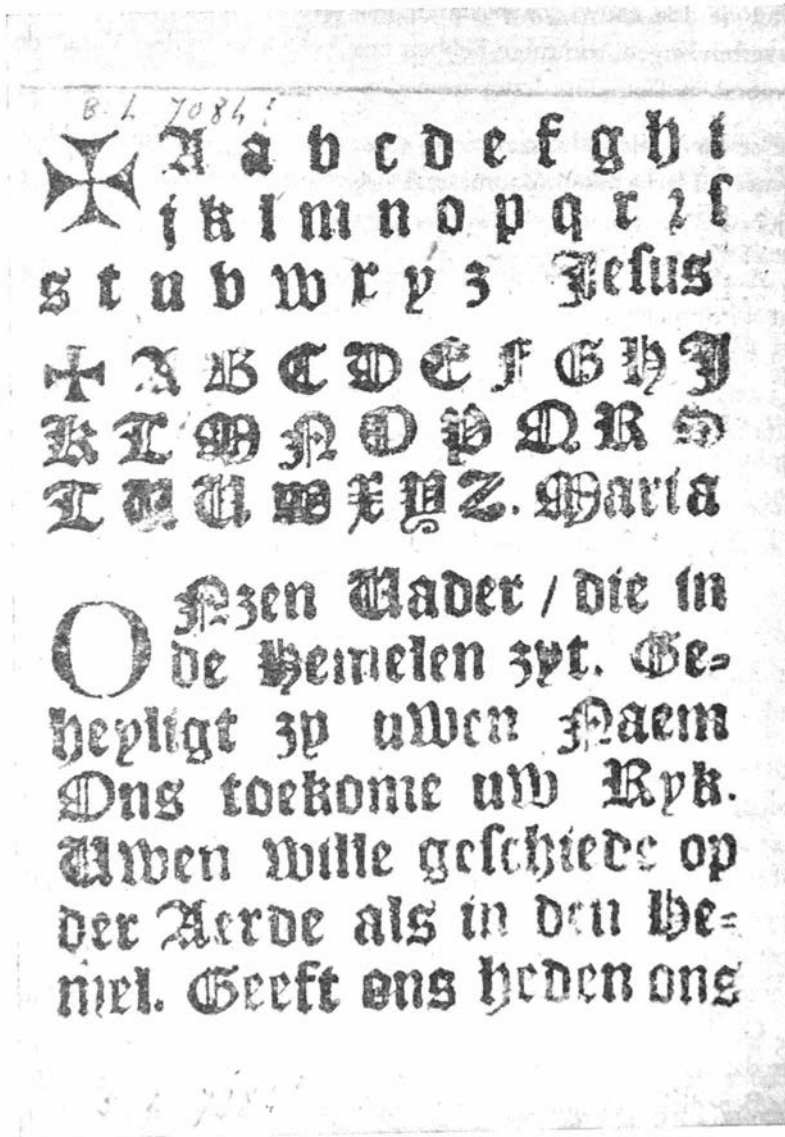 B. L 7084
✠ A a b c d e f g h i
j k l m n o p q r ꝛ ſ
s t u v w x y z Jeſus
✠ A B C D E F G H J
K L M N O P Q R S
T V U W X Y Z. Maria
ONzen Vader / die in
de Hemelen zyt. Ge=
heyligt zy uwen Naem
Ons toekome uw Ryk.
Uwen wille geſchiede op
der Aerde als in den He=
mel. Geeft ons heden ons